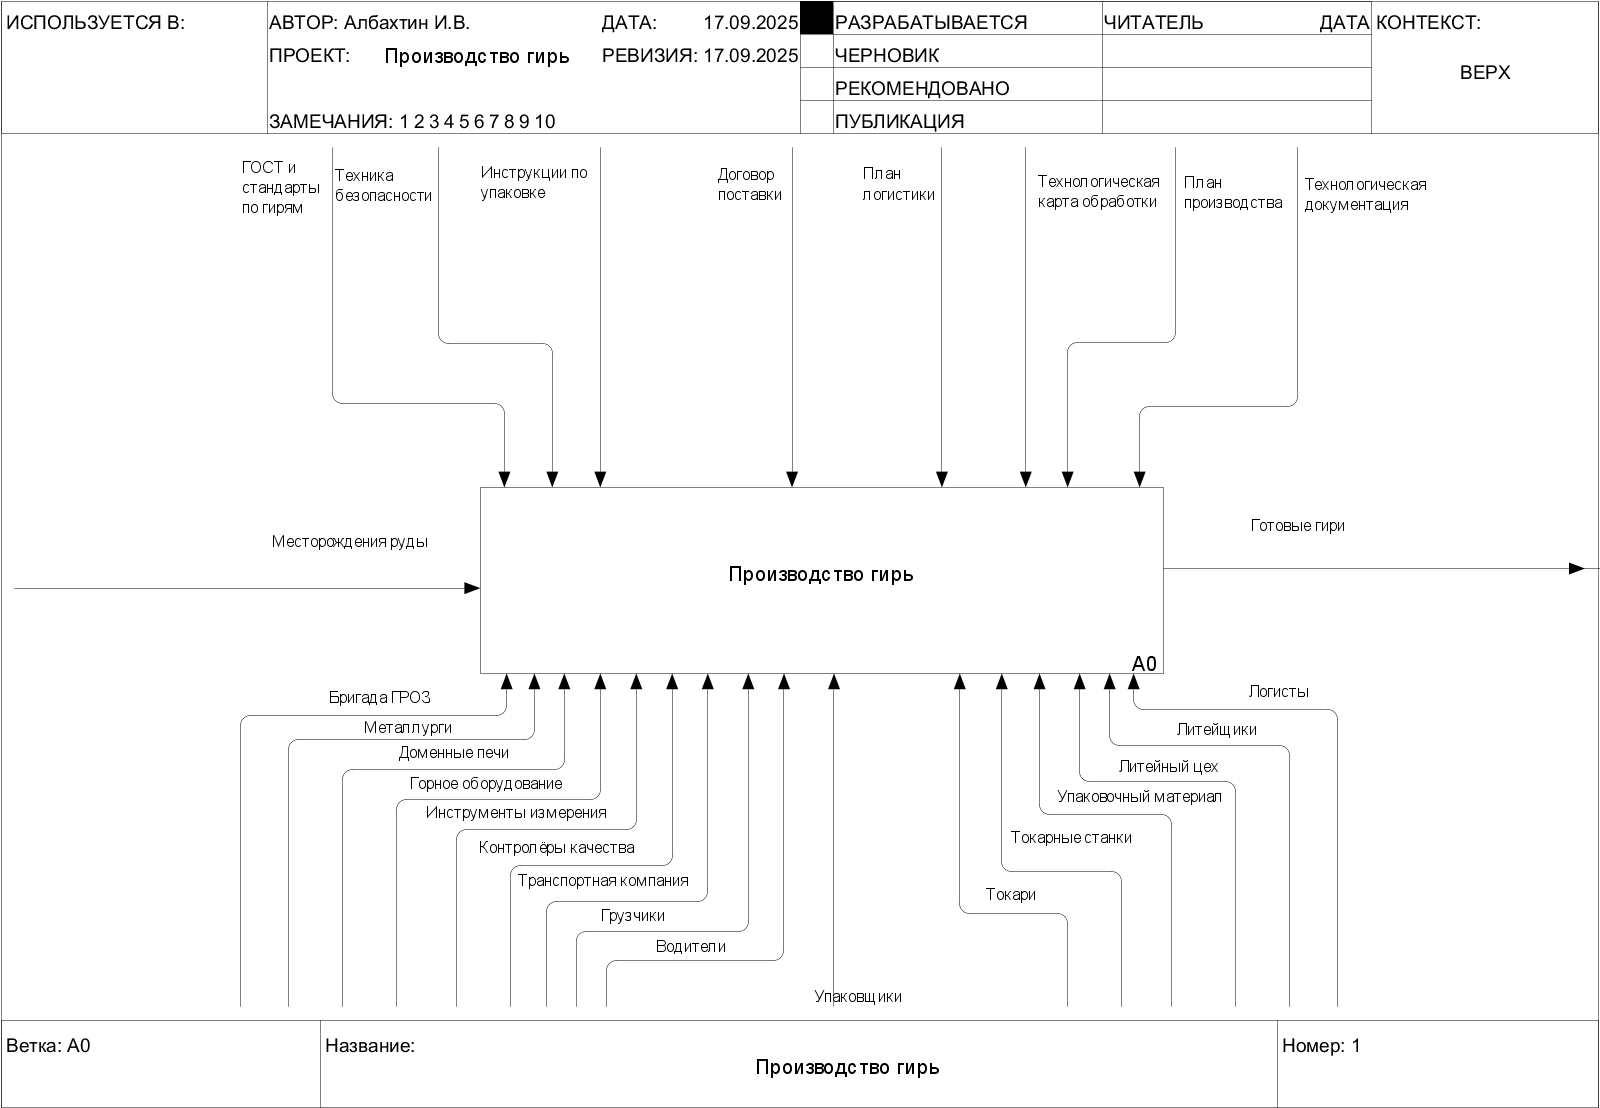 ИСПОЛЬЗУЕТСЯ В:
АВТОР: Албахтин И.В.
ДАТА: 17.09.2025
ПРОЕКТ: Производство гирь
РЕВИЗИЯ: 17.09.2025
ЗАМЕЧАНИЯ: 1 2 3 4 5 6 7 8 9 10
РАЗРАБАТЫВАЕТСЯ
ЧЕРНОВИК
РЕКОМЕНДОВАНО
ПУБЛИКАЦИЯ
ЧИТАТЕЛЬ
ДАТА
КОНТЕКСТ:
ВЕРХ
ГОСТ и
стандарты
по гирям
Техника
безопасности
Инструкции по
упаковке
Договор
поставки
План
логистики
Технологическая
карта обработки
План
производства
Технологическая
документация
Месторождения руды
Готовые гири
Производство гирь
A0
Бригада ГРОЗ
Металлурги
Доменные печи
Горное оборудование
Инструменты измерения
Контролёры качества
Транспортная компания
Грузчики
Водители
Упаковщики
Логисты
Литейщики
Литейный цех
Упаковочный материал
Токарные станки
Токари
Ветка: A0
Название:
Производство гирь
Номер: 1